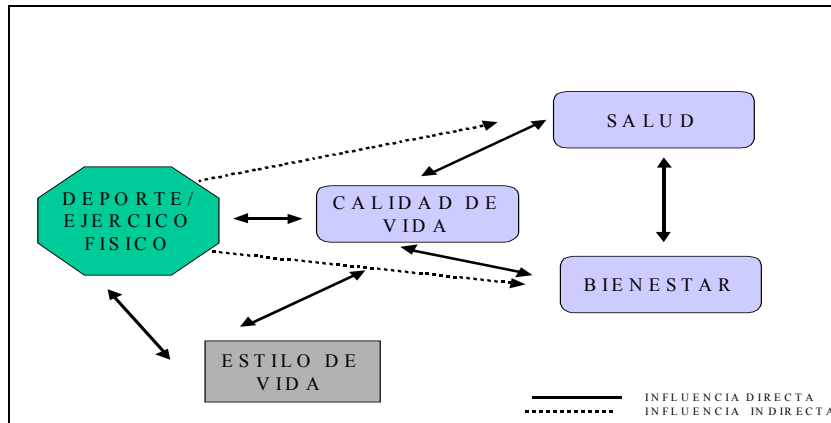 SALUD
DEPORTE/
EJERCICO
FISICO
CALIDAD DE
VIDA
BIENESTAR
ESTILO DE
VIDA
INFLUENCIA DIRECTA
INFLUENCIA INDIRECTA